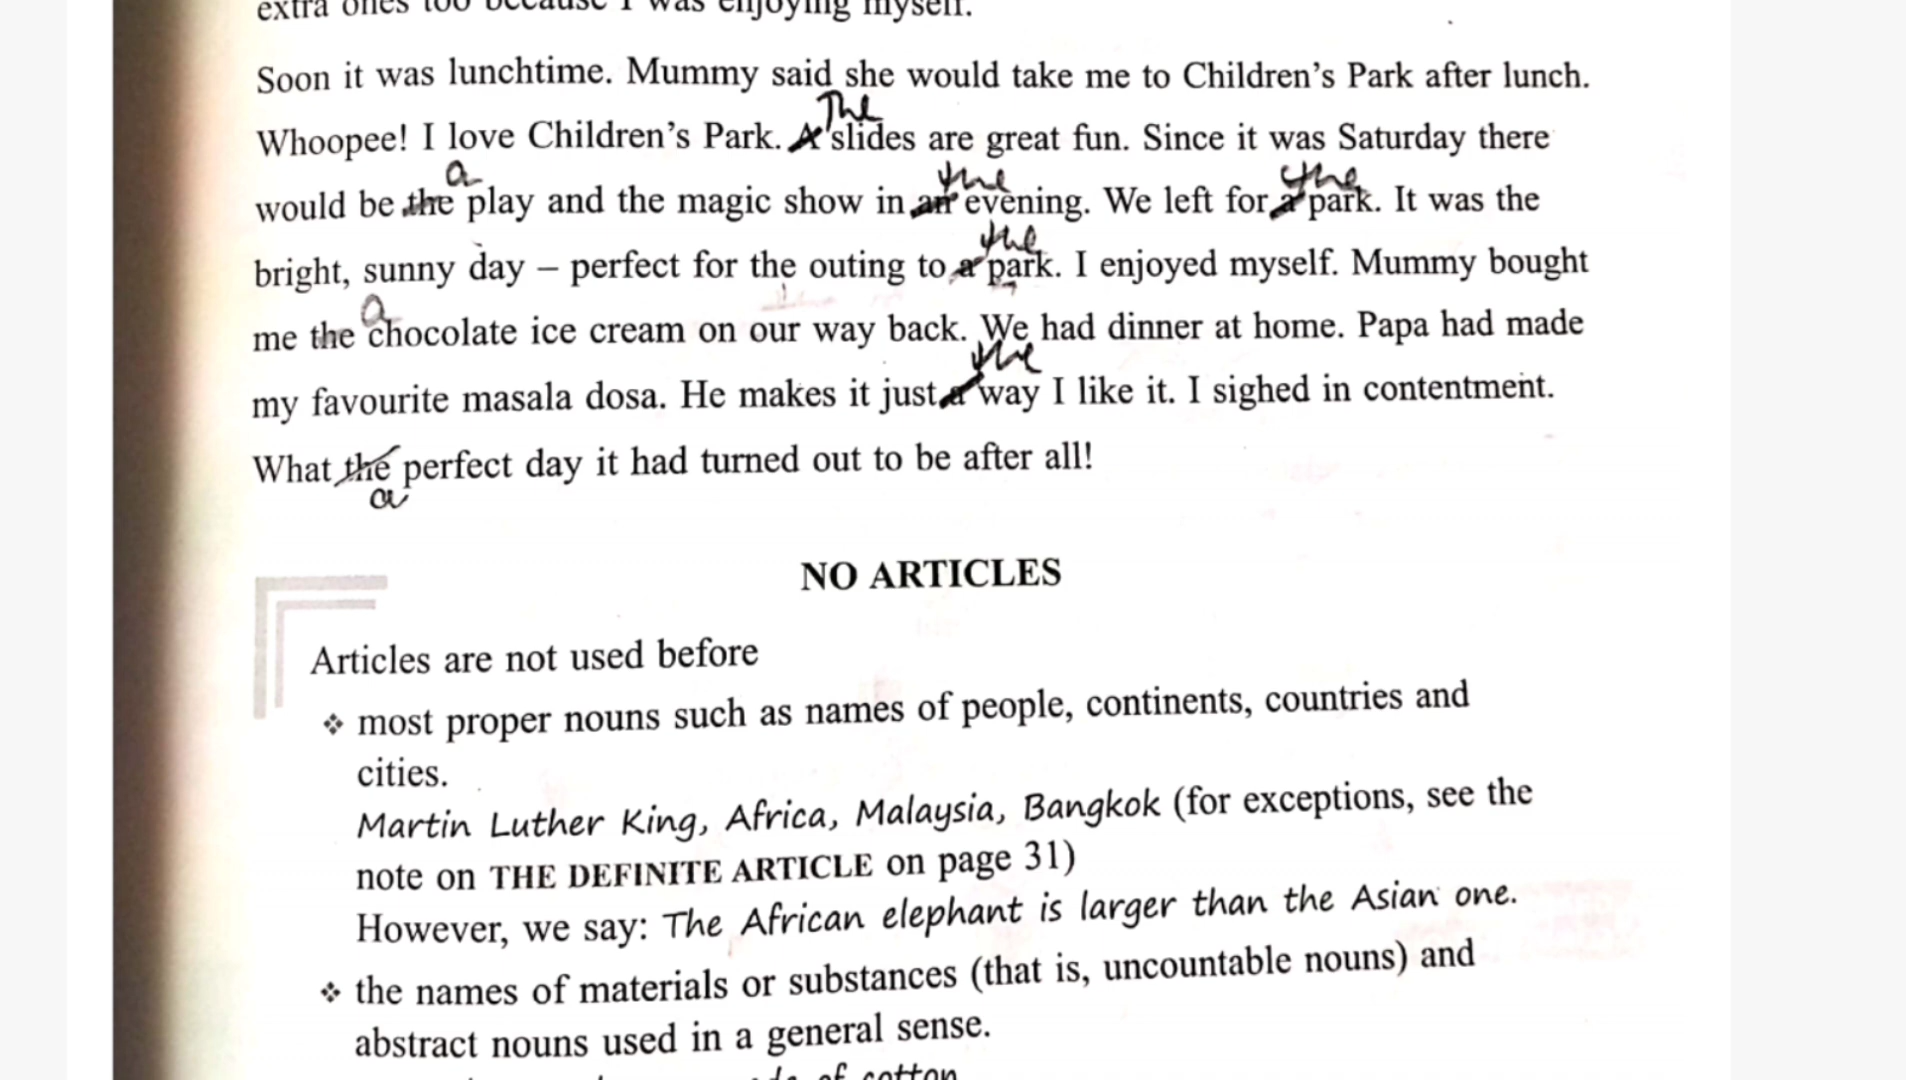 extra ones too because I was enjoying myself.
Soon it was lunchtime. Mummy said she would take me to Children's Park after lunch.
The
Whoopee! I love Children's Park. A slides are great fun. Since it was Saturday there
a the the
would be the play and the magic show in an evening. We left for a park. It was the
the
bright, sunny day – perfect for the outing to a park. I enjoyed myself. Mummy bought
a
me the chocolate ice cream on our way back. We had dinner at home. Papa had made
the
my favourite masala dosa. He makes it just a way I like it. I sighed in contentment.
What the perfect day it had turned out to be after all!
a
NO ARTICLES
Articles are not used before
❖ most proper nouns such as names of people, continents, countries and
cities.
Martin Luther King, Africa, Malaysia, Bangkok (for exceptions, see the
note on THE DEFINITE ARTICLE on page 31)
However, we say: The African elephant is larger than the Asian one.
❖ the names of materials or substances (that is, uncountable nouns) and
abstract nouns used in a general sense.
of cotton